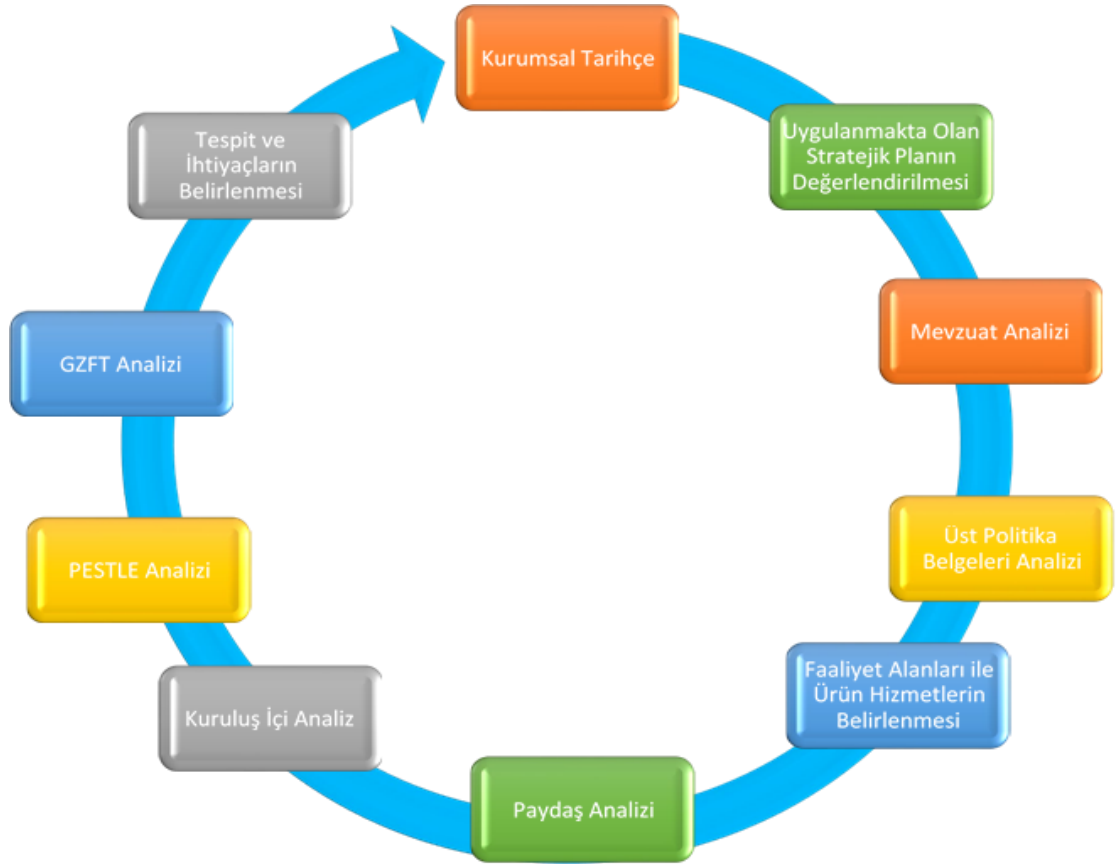 Kurumsal Tarihçe
Uygulanmakta Olan
Stratejik Planın
Değerlendirilmesi
Mevzuat Analizi
Üst Politika
Belgeleri Analizi
Faaliyet Alanları ile
Ürün Hizmetlerin
Belirlenmesi
Paydaş Analizi
Kuruluş İçi Analiz
PESTLE Analizi
GZFT Analizi
Tespit ve
İhtiyaçların
Belirlenmesi